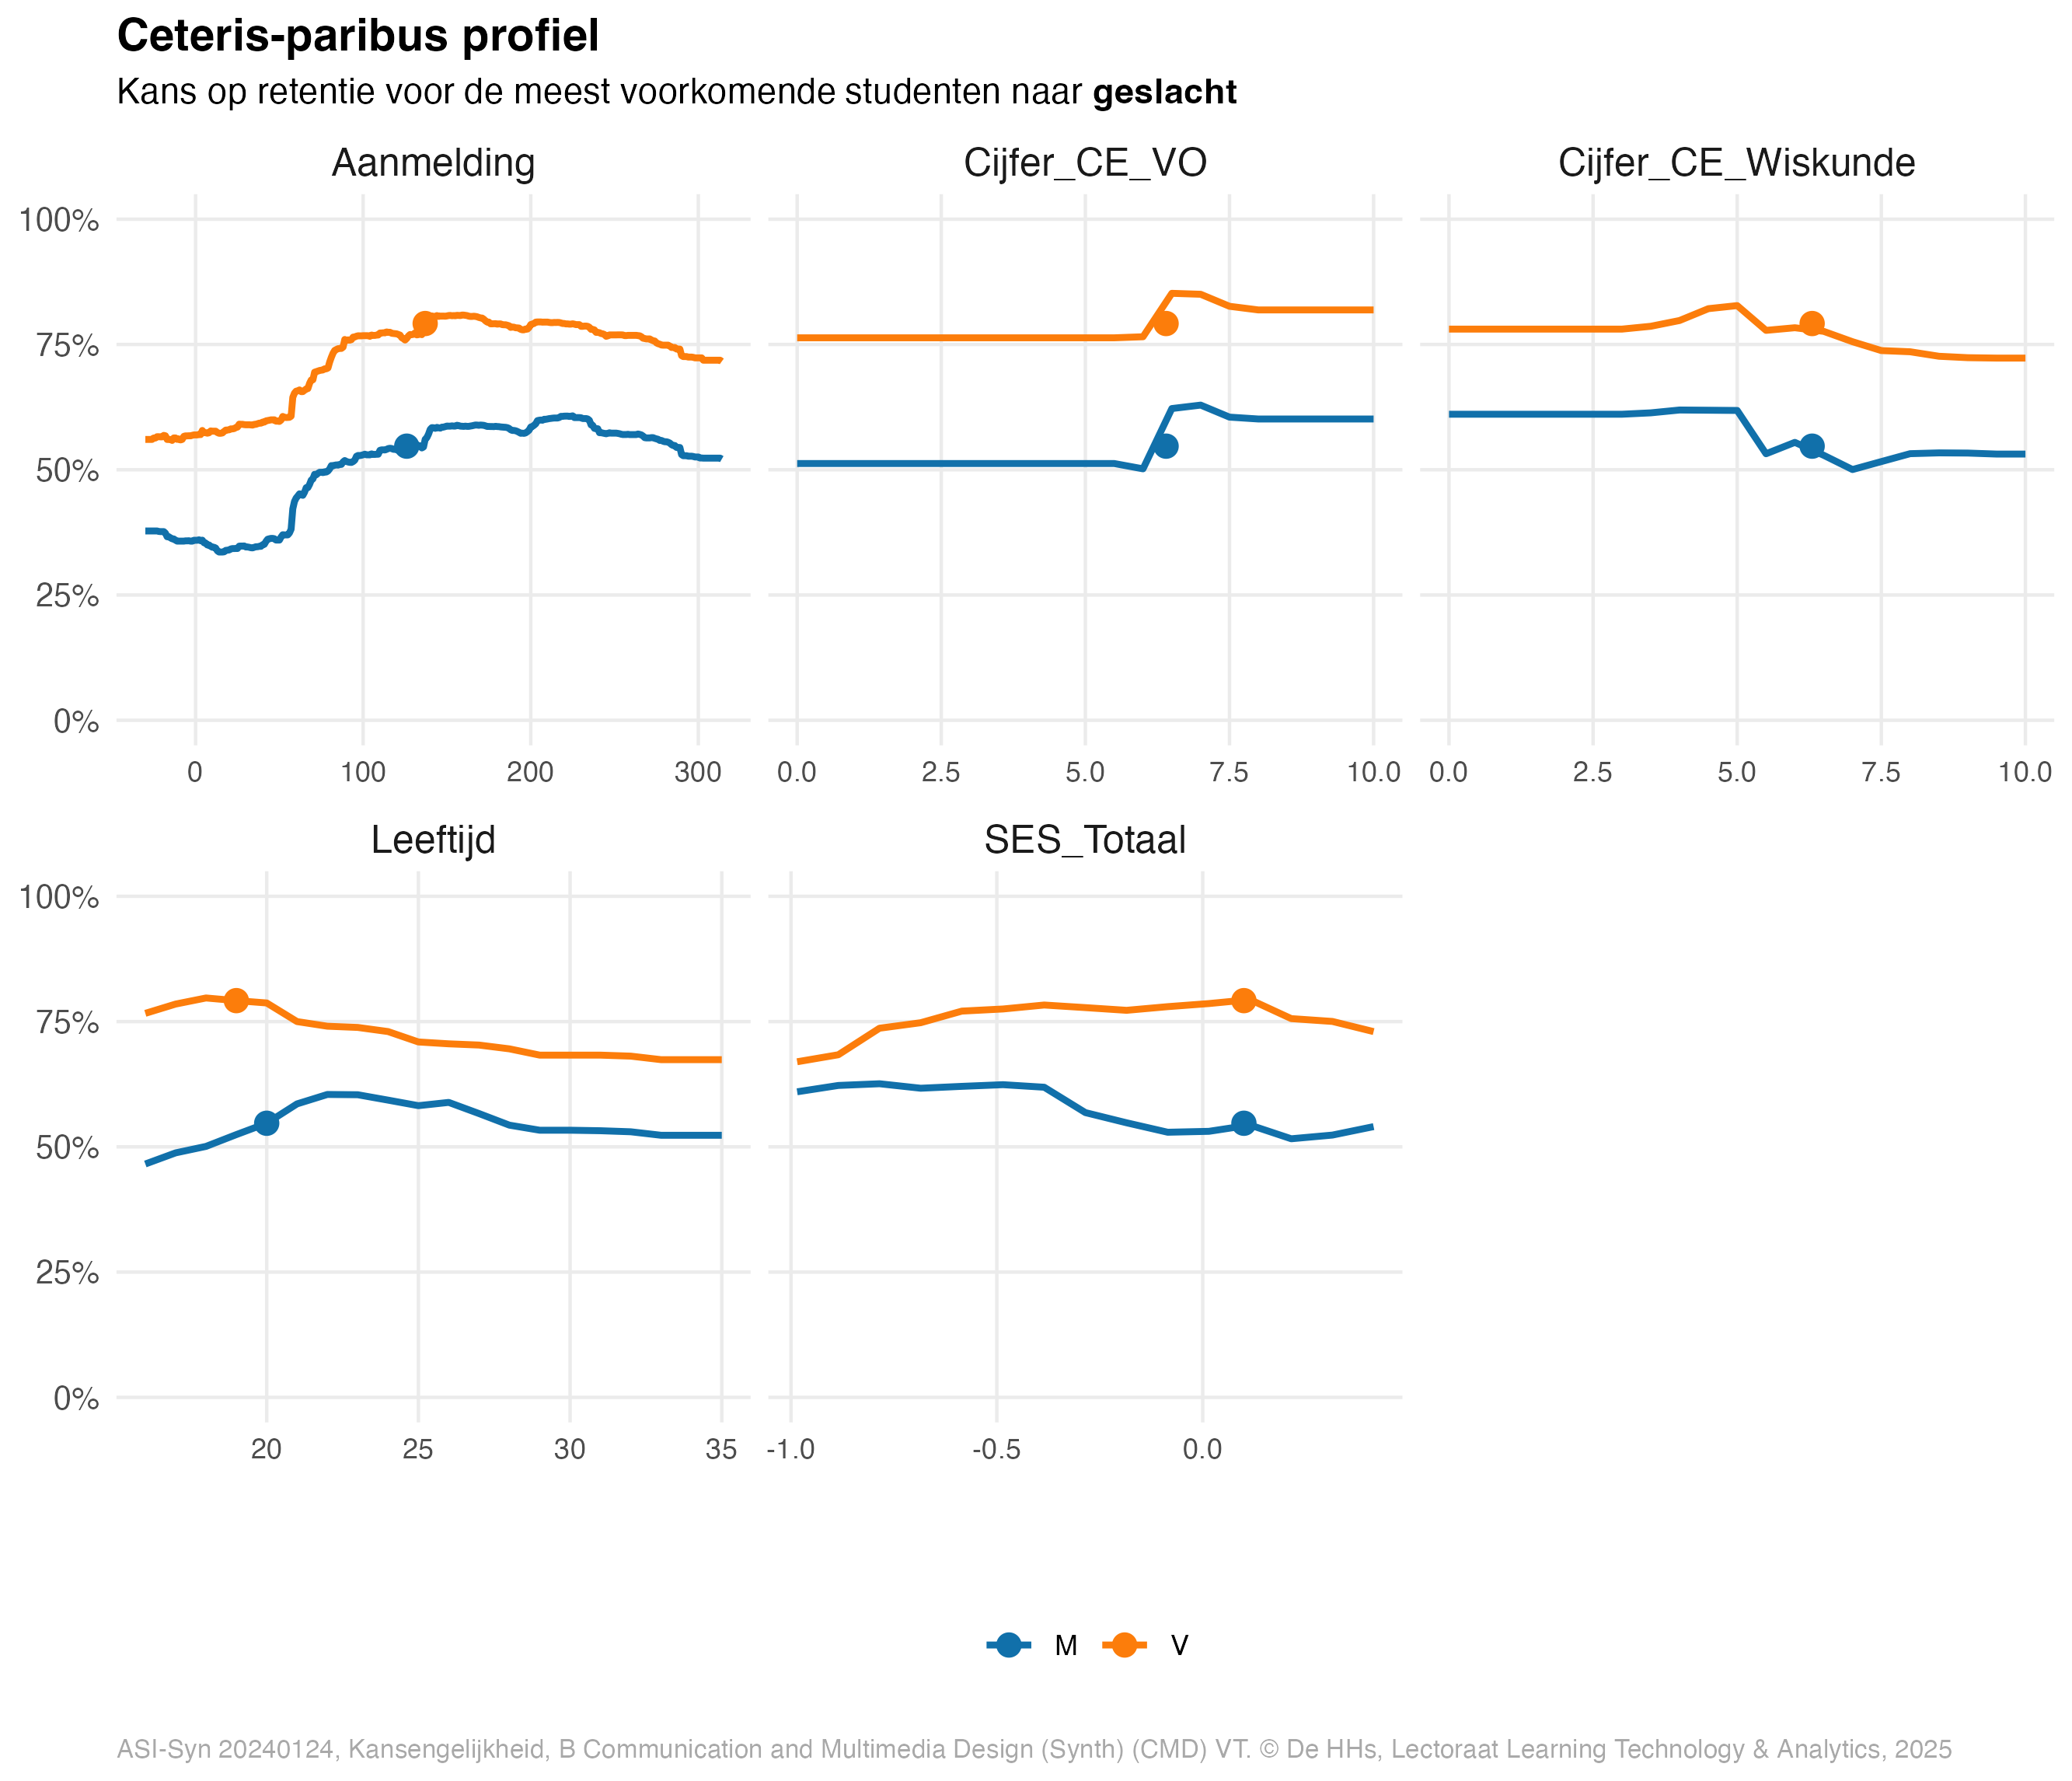 Ceteris-paribus profiel
Kans op retentie voor de meest voorkomende studenten naar geslacht
Aanmelding
Cijfer_CE_VO
Cijfer_CE_Wiskunde
100%
75%
50%
25%
0%
0 100 200 300
0.0 2.5 5.0 7.5 10.0
0.0 2.5 5.0 7.5 10.0
Leeftijd
SES_Totaal
100%
75%
50%
25%
0%
20 25 30 35
-1.0 -0.5 0.0
M V
ASI-Syn 20240124, Kansengelijkheid, B Communication and Multimedia Design (Synth) (CMD) VT. © De HHs, Lectoraat Learning Technology & Analytics, 2025